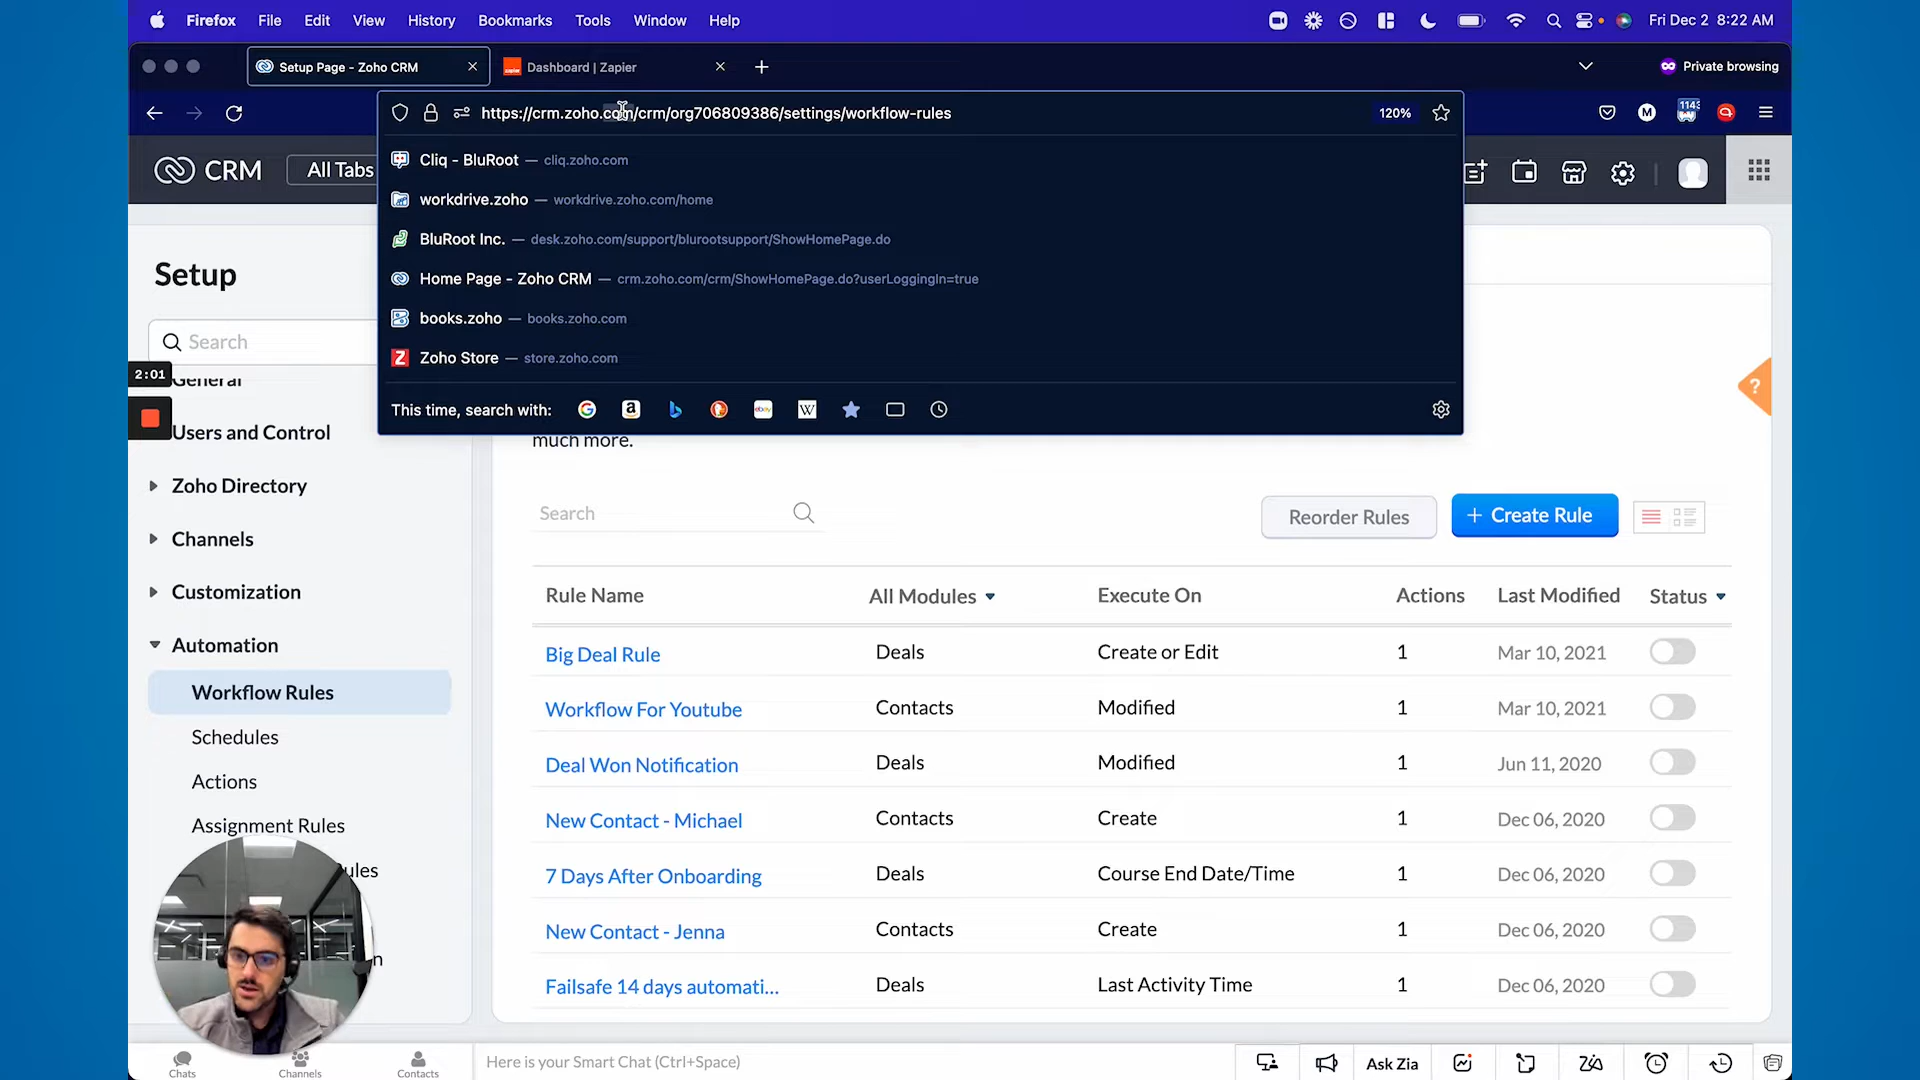 Firefox File Edit View History Bookmarks Tools Window Help
Fri Dec 2 8:22 AM
Setup Page - Zoho CRM
zapier Dashboard | Zapier
Private browsing
https://crm.zoho.com/crm/org706809386/settings/workflow-rules
120%
M
1143
CRM
All Tabs
Cliq - BluRoot — cliq.zoho.com
workdrive.zoho — workdrive.zoho.com/home
BluRoot Inc. — desk.zoho.com/support/blurootsupport/ShowHomePage.do
Home Page - Zoho CRM — crm.zoho.com/crm/ShowHomePage.do?userLoggingIn=true
books.zoho — books.zoho.com
Z Zoho Store — store.zoho.com
This time, search with:
G a ebay W
Setup
Search
2:01
General
Users and Control
Zoho Directory
Channels
Customization
Automation
Workflow Rules
Schedules
Actions
Assignment Rules
ules
n
?
much more.
Search
Reorder Rules
+ Create Rule
Rule Name All Modules Execute On Actions Last Modified Status
Big Deal Rule Deals Create or Edit 1 Mar 10, 2021
Workflow For Youtube Contacts Modified 1 Mar 10, 2021
Deal Won Notification Deals Modified 1 Jun 11, 2020
New Contact - Michael Contacts Create 1 Dec 06, 2020
7 Days After Onboarding Deals Course End Date/Time 1 Dec 06, 2020
New Contact - Jenna Contacts Create 1 Dec 06, 2020
Failsafe 14 days automati... Deals Last Activity Time 1 Dec 06, 2020
Chats
Channels
Contacts
Here is your Smart Chat (Ctrl+Space)
Ask Zia